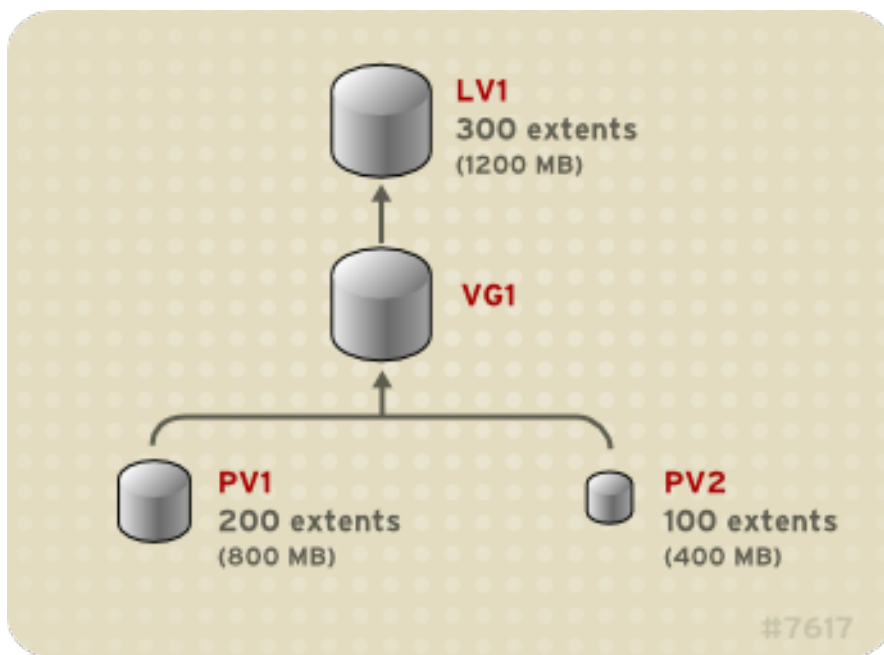 LV1
300 extents
(1200 MB)
VG1
PV1
200 extents
(800 MB)
PV2
100 extents
(400 MB)
#7617